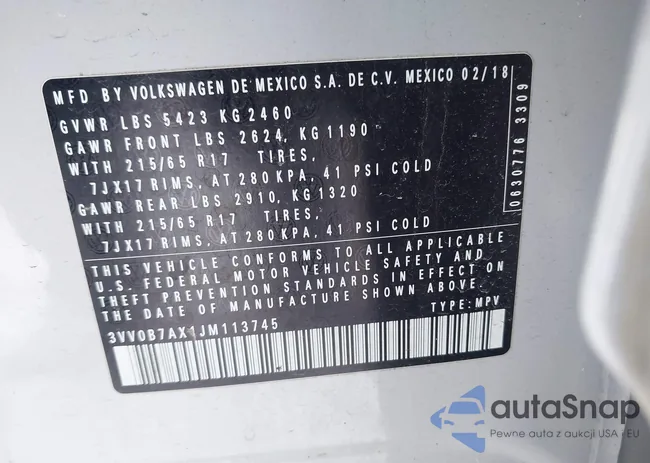 MFD BY VOLKSWAGEN DE MEXICO S.A. DE C.V. MEXICO 02/18
GVWR LBS 5423 KG 2460
GAWR FRONT LBS 2624, KG 1190
WITH 215/65 R17 TIRES,
7JX17 RIMS, AT 280 KPA, 41 PSI COLD
GAWR REAR LBS 2910, KG 1320
WITH 215/65 R17 TIRES,
7JX17 RIMS, AT 280 KPA, 41 PSI COLD
THIS VEHICLE CONFORMS TO ALL APPLICABLE
U.S. FEDERAL MOTOR VEHICLE SAFETY AND
THEFT PREVENTION STANDARDS IN EFFECT ON
THE DATE OF MANUFACTURE SHOWN ABOVE.
TYPE: MPV
3VV0B7AX1JM113745
0630776 3309
autaSnap
Pewne auta z aukcji USA - EU